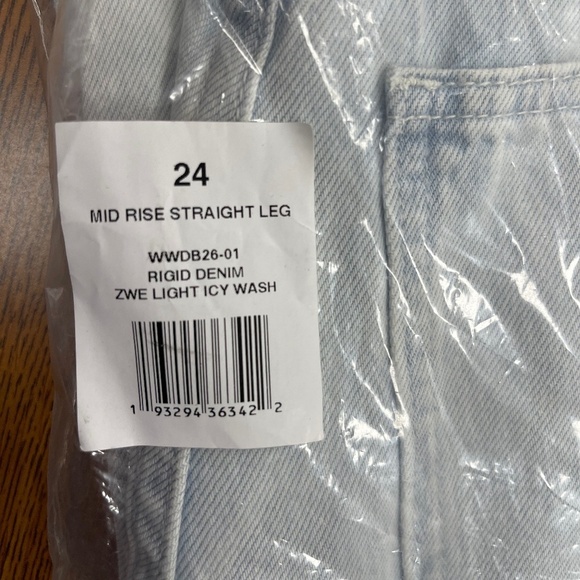 24
MID RISE STRAIGHT LEG
WWDB26-01
RIGID DENIM
ZWE LIGHT ICY WASH
1 93294 36342 2